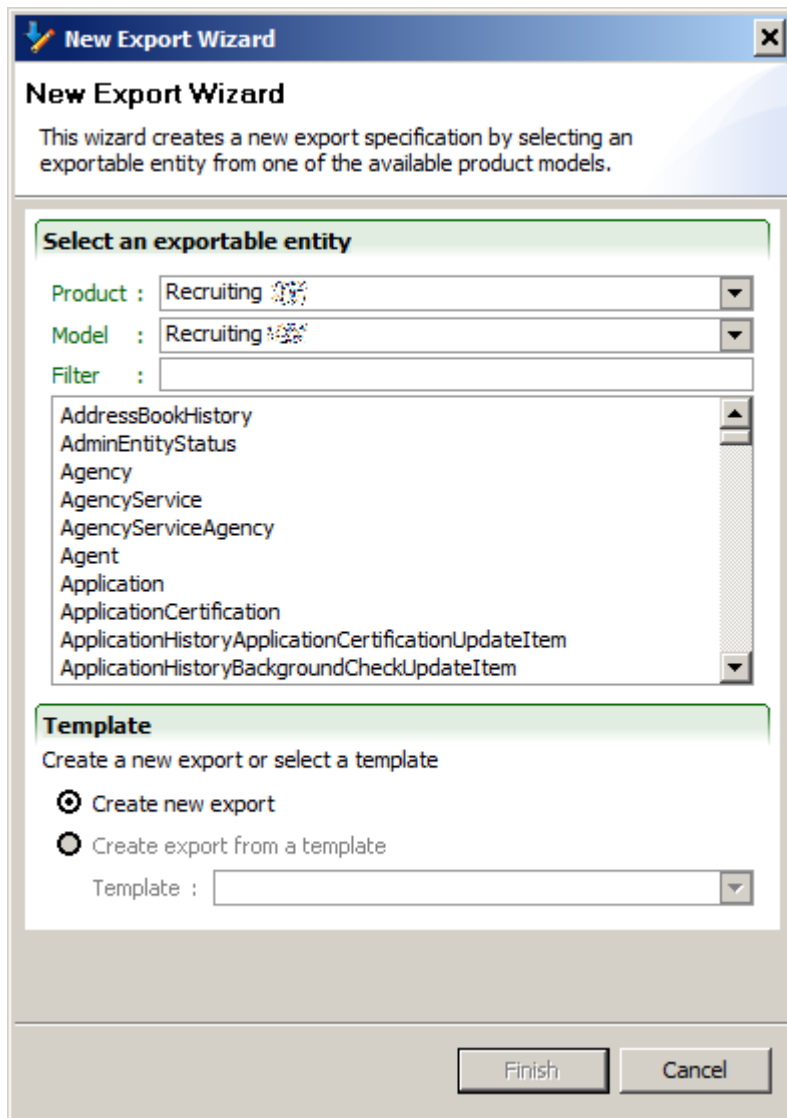 New Export Wizard
New Export Wizard
This wizard creates a new export specification by selecting an
exportable entity from one of the available product models.
Select an exportable entity
Product : Recruiting
Model : Recruiting
Filter :
AddressBookHistory
AdminEntityStatus
Agency
AgencyService
AgencyServiceAgency
Agent
Application
ApplicationCertification
ApplicationHistoryApplicationCertificationUpdateItem
ApplicationHistoryBackgroundCheckUpdateItem
Template
Create a new export or select a template
Create new export
Create export from a template
Template :
Finish Cancel